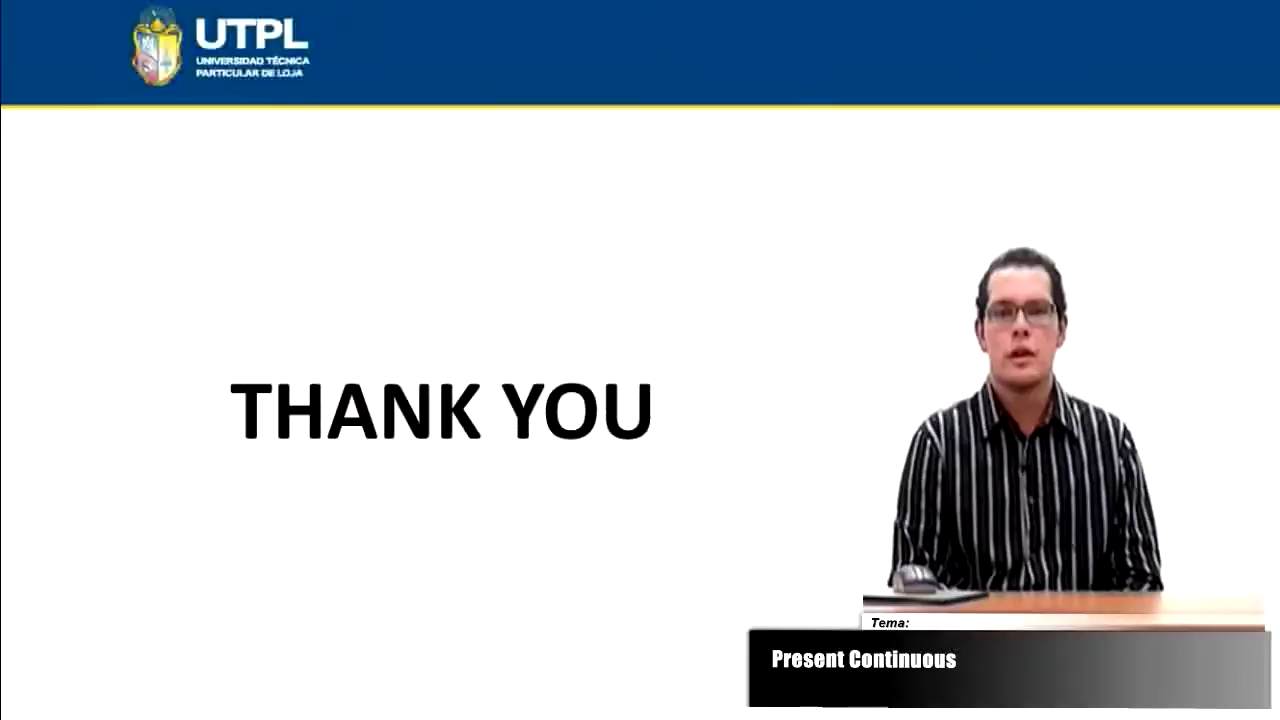 UTPL
UNIVERSIDAD TÉCNICA
PARTICULAR DE LOJA
THANK YOU
Tema:
Present Continuous